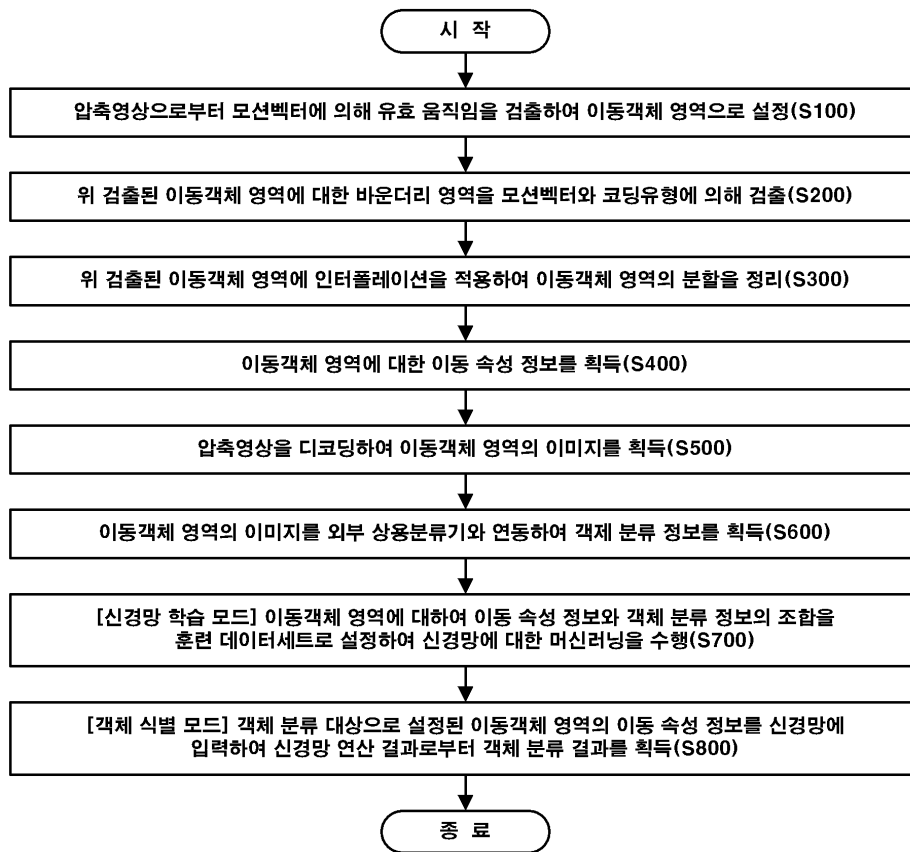 시 작
압축영상으로부터 모션벡터에 의해 유효 움직임을 검출하여 이동객체 영역으로 설정(S100)
위 검출된 이동객체 영역에 대한 바운더리 영역을 모션벡터와 코딩유형에 의해 검출(S200)
위 검출된 이동객체 영역에 인터폴레이션을 적용하여 이동객체 영역의 분할을 정리(S300)
이동객체 영역에 대한 이동 속성 정보를 획득(S400)
압축영상을 디코딩하여 이동객체 영역의 이미지를 획득(S500)
이동객체 영역의 이미지를 외부 상용분류기와 연동하여 객체 분류 정보를 획득(S600)
[신경망 학습 모드] 이동객체 영역에 대하여 이동 속성 정보와 객체 분류 정보의 조합을
훈련 데이터세트로 설정하여 신경망에 대한 머신러닝을 수행(S700)
[객체 식별 모드] 객체 분류 대상으로 설정된 이동객체 영역의 이동 속성 정보를 신경망에
입력하여 신경망 연산 결과로부터 객체 분류 결과를 획득(S800)
종 료